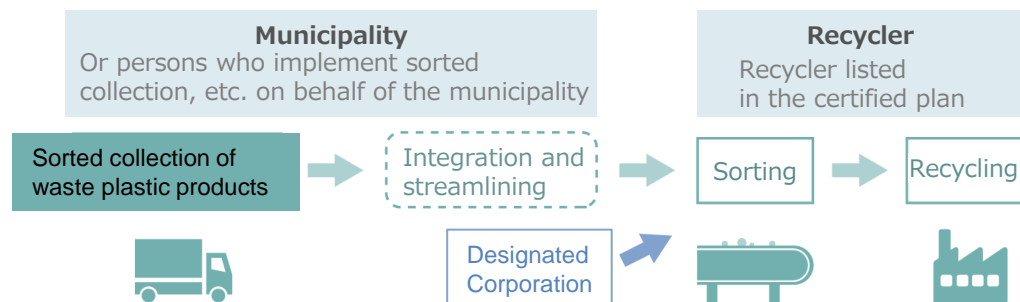 Municipality
Or persons who implement sorted
collection, etc. on behalf of the municipality
Recycler
Recycler listed
in the certified plan
Sorted collection of
waste plastic products
Integration and
streamlining
Sorting
Recycling
Designated
Corporation